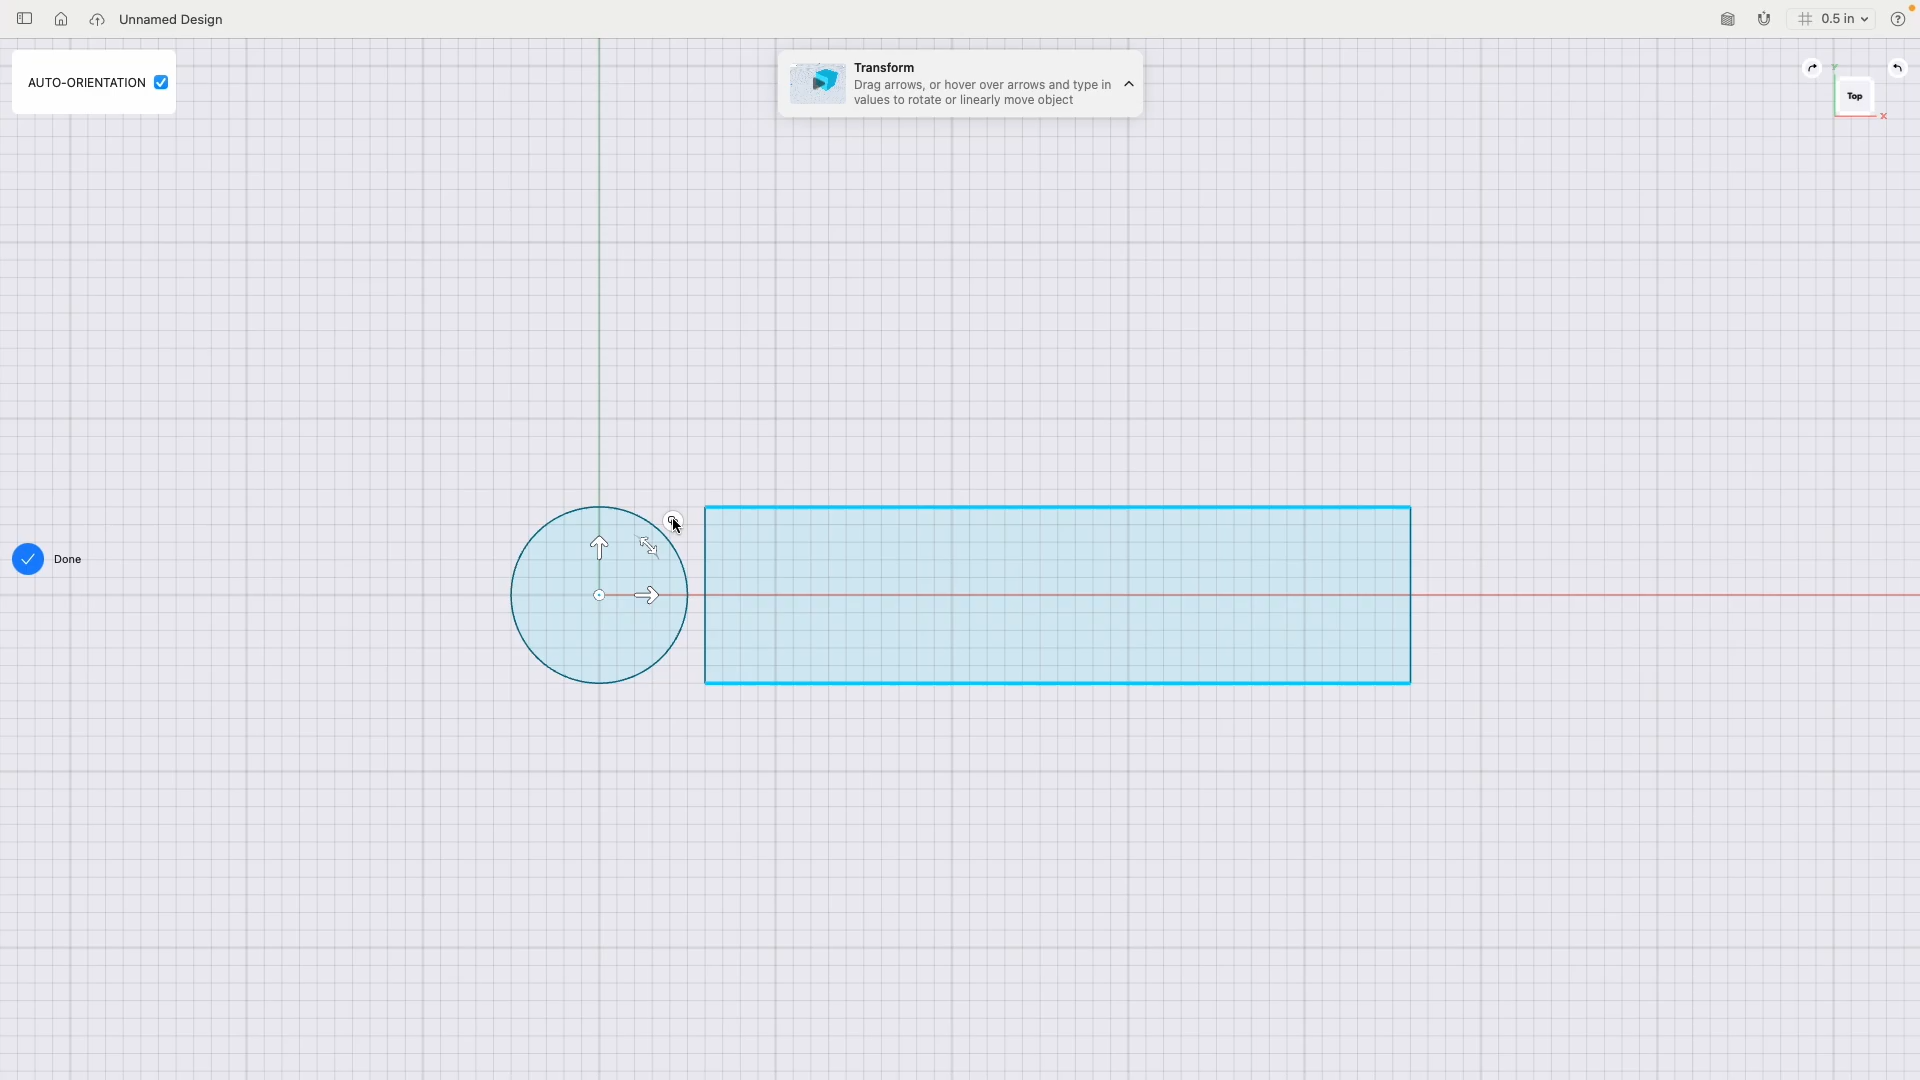 Unnamed Design
0.5 in
AUTO-ORIENTATION
Transform
Drag arrows, or hover over arrows and type in
values to rotate or linearly move object
Y
Top
X
Done